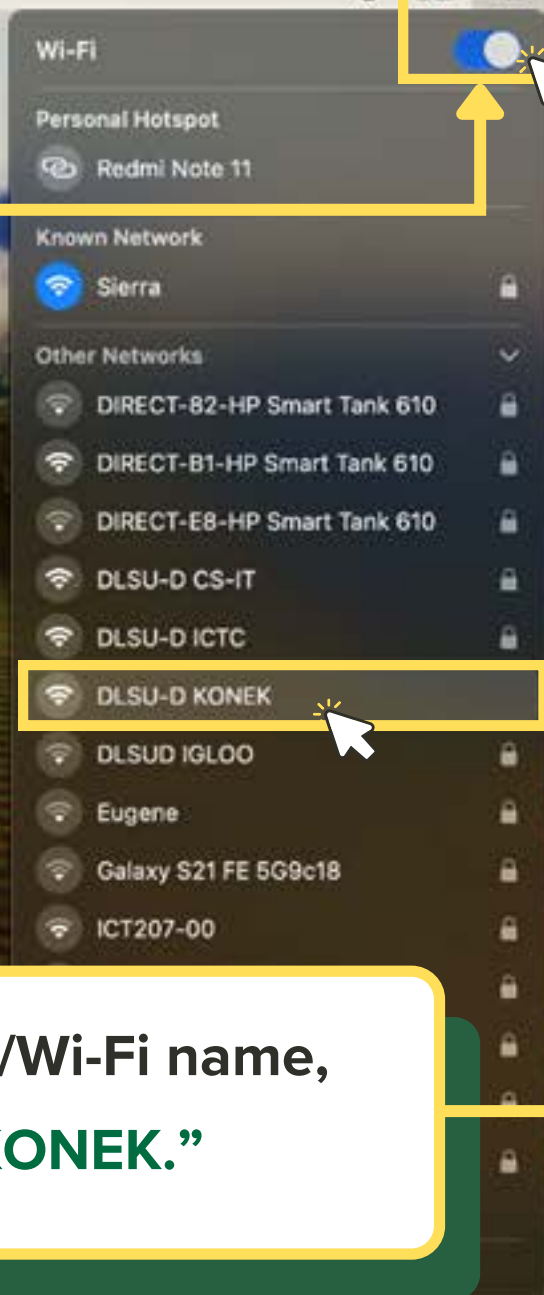 Wi-Fi
Personal Hotspot
Redmi Note 11
Known Network
Sierra
Other Networks
DIRECT-82-HP Smart Tank 610
DIRECT-B1-HP Smart Tank 610
DIRECT-E8-HP Smart Tank 610
DLSU-D CS-IT
DLSU-D ICTC
DLSU-D KONEK
DLSUD IGLOO
Eugene
Galaxy S21 FE 5G9c18
ICT207-00
/Wi-Fi name,
KONEK.”